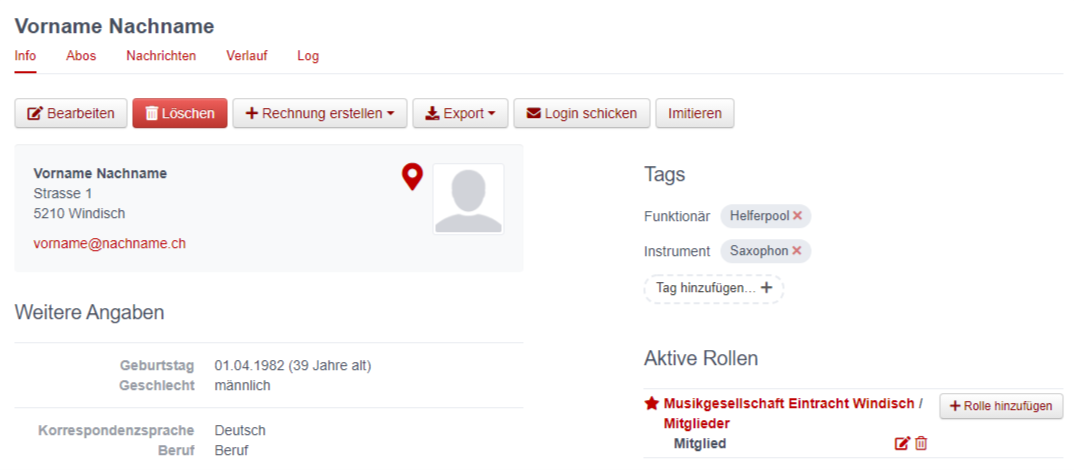 Vorname Nachname
Info Abos Nachrichten Verlauf Log
Bearbeiten Löschen Rechnung erstellen Export Login schicken Imitieren
Vorname Nachname
Strasse 1
5210 Windisch
vorname@nachname.ch
Weitere Angaben
Geburtstag 01.04.1982 (39 Jahre alt)
Geschlecht männlich
Korrespondenzsprache Deutsch
Beruf Beruf
Tags
Funktionär Helferpool
Instrument Saxophon
Tag hinzufügen...
Aktive Rollen
Musikgesellschaft Eintracht Windisch / Rolle hinzufügen
Mitglieder
Mitglied